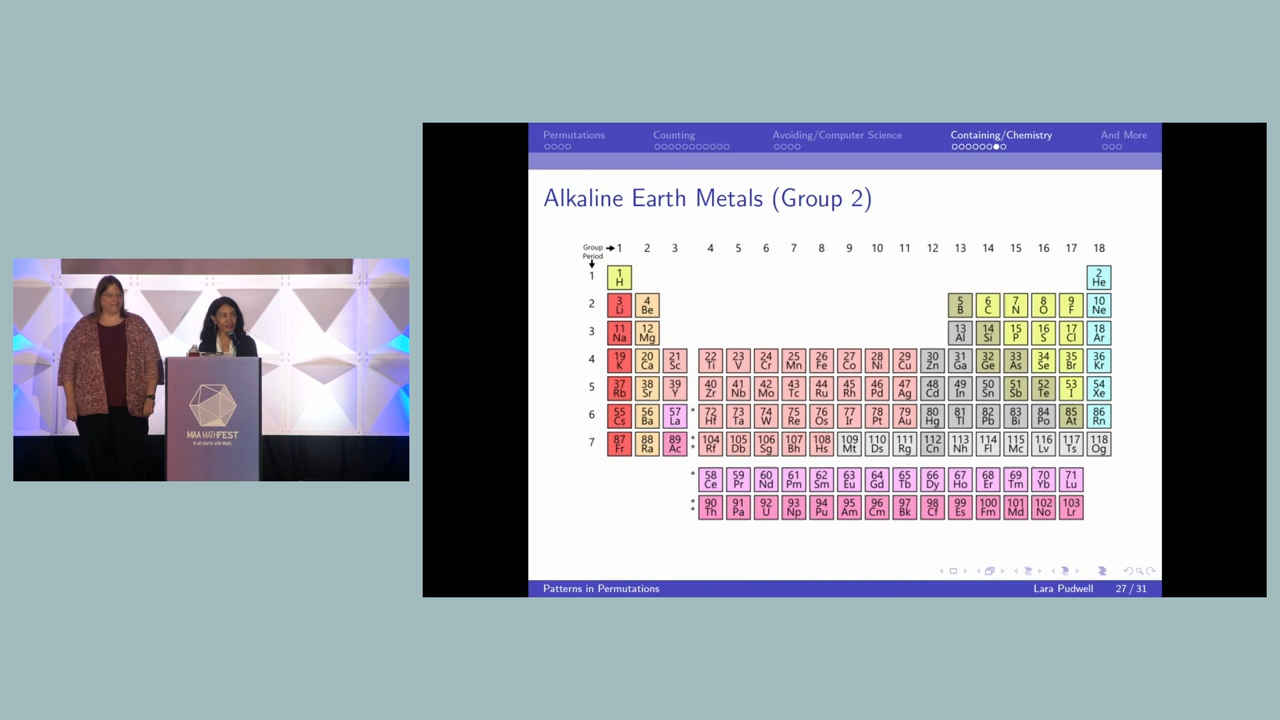 Permutations Counting Avoiding/Computer Science Containing/Chemistry And More
Alkaline Earth Metals (Group 2)
Group → 1 2 3 4 5 6 7 8 9 10 11 12 13 14 15 16 17 18
Period
1 1 2
H He
2 3 4 5 6 7 8 9 10
Li Be B C N O F Ne
3 11 12 13 14 15 16 17 18
Na Mg Al Si P S Cl Ar
4 19 20 21 22 23 24 25 26 27 28 29 30 31 32 33 34 35 36
K Ca Sc Ti V Cr Mn Fe Co Ni Cu Zn Ga Ge As Se Br Kr
5 37 38 39 40 41 42 43 44 45 46 47 48 49 50 51 52 53 54
Rb Sr Y Zr Nb Mo Tc Ru Rh Pd Ag Cd In Sn Sb Te I Xe
6 55 56 57 * 72 73 74 75 76 77 78 79 80 81 82 83 84 85 86
Cs Ba La Hf Ta W Re Os Ir Pt Au Hg Tl Pb Bi Po At Rn
7 87 88 89 * * 104 105 106 107 108 109 110 111 112 113 114 115 116 117 118
Fr Ra Ac Rf Db Sg Bh Hs Mt Ds Rg Cn Nh Fl Mc Lv Ts Og
* 58 59 60 61 62 63 64 65 66 67 68 69 70 71
Ce Pr Nd Pm Sm Eu Gd Tb Dy Ho Er Tm Yb Lu
* * 90 91 92 93 94 95 96 97 98 99 100 101 102 103
Th Pa U Np Pu Am Cm Bk Cf Es Fm Md No Lr
Patterns in Permutations Lara Pudwell 27 / 31
MAA MATHFEST
It all starts with Math.